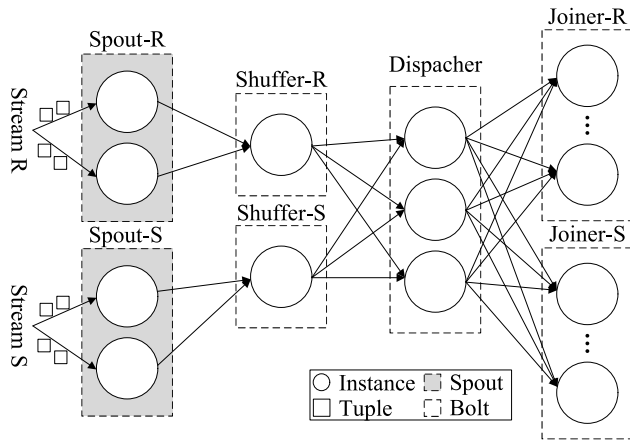 Joiner-R
Spout-R
Shuffer-R
Dispacher
Stream R
Shuffer-S
Spout-S
Joiner-S
Stream S
Instance
Spout
Tuple
Bolt